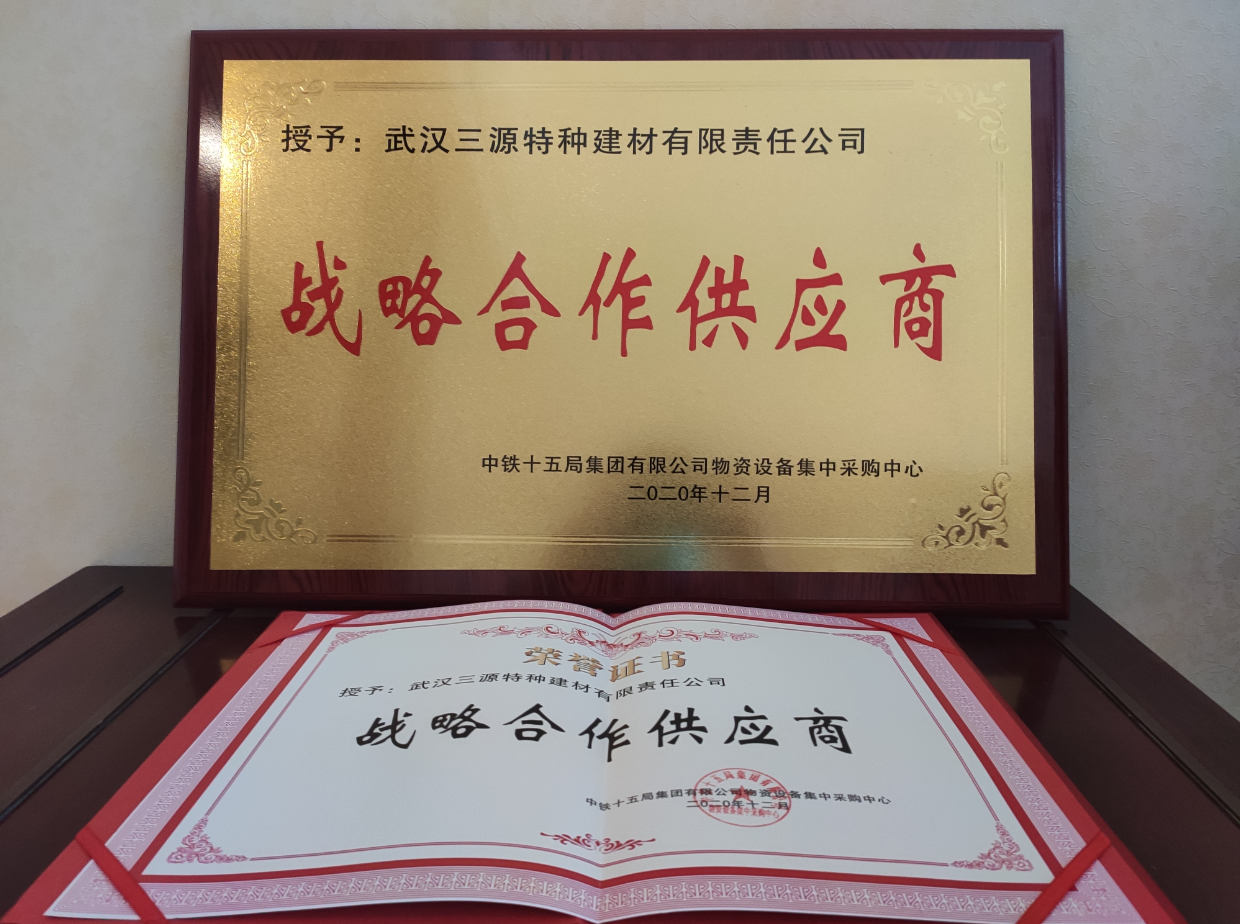 授予：武汉三源特种建材有限责任公司
战略合作供应商
中铁十五局集团有限公司物资设备集中采购中心
二〇二〇年十二月
荣誉证书
授予：武汉三源特种建材有限责任公司
战略合作供应商
中铁十五局集团有限公司物资设备集中采购中心
二〇二〇年十二月